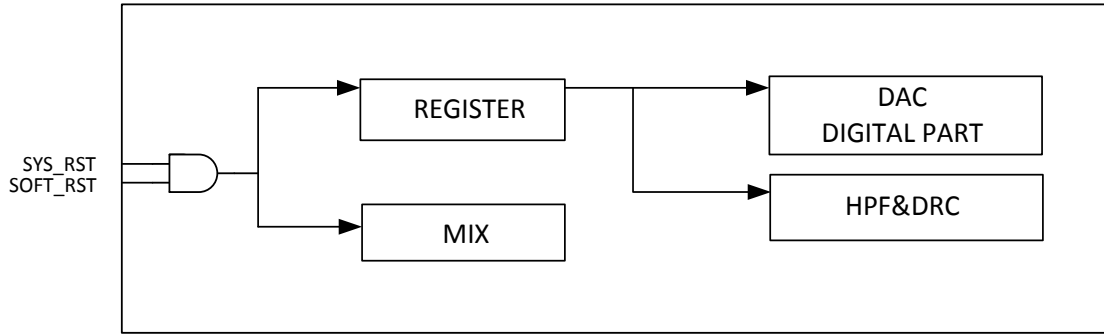 SYS_RST
SOFT_RST
REGISTER
MIX
DAC
DIGITAL PART
HPF&DRC